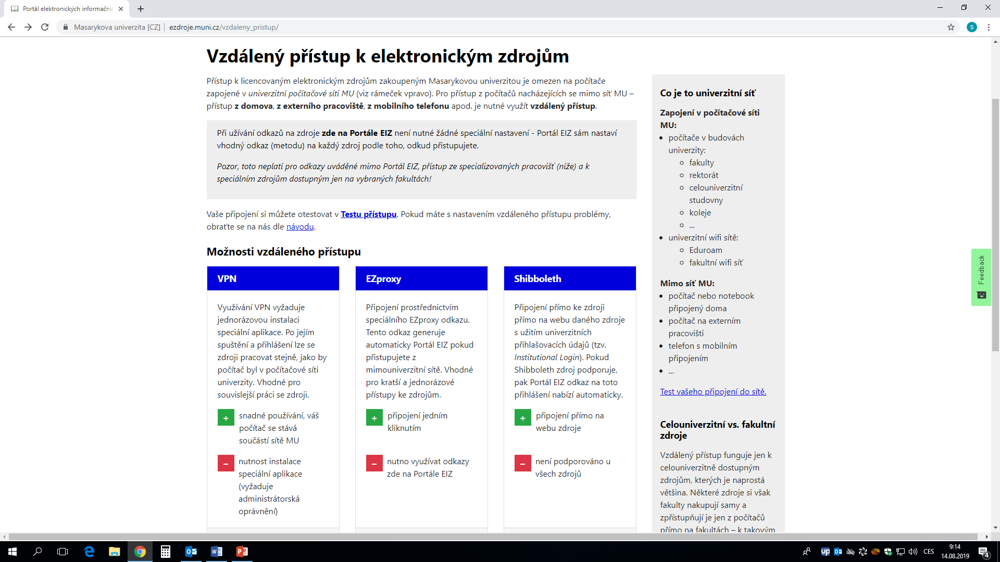 Portál elektronických informačníc
Masarykova univerzita [CZ] | ezdroje.muni.cz/vzdaleny_pristup/
S
Vzdálený přístup k elektronickým zdrojům
Přístup k licencovaným elektronickým zdrojům zakoupeným Masarykovou univerzitou je omezen na počítače
zapojené v univerzitní počítačové síti MU (viz rámeček vpravo). Pro přístup z počítačů nacházejících se mimo síť MU –
přístup z domova, z externího pracoviště, z mobilního telefonu apod. je nutné využít vzdálený přístup.
Při užívání odkazů na zdroje zde na Portále EIZ není nutné žádné speciální nastavení - Portál EIZ sám nastaví
vhodný odkaz (metodu) na každý zdroj podle toho, odkud přistupujete.
Pozor, toto neplatí pro odkazy uváděné mimo Portál EIZ, přístup ze specializovaných pracovišť (níže) a k
speciálním zdrojům dostupným jen na vybraných fakultách!
Vaše připojení si můžete otestovat v Testu přístupu. Pokud máte s nastavením vzdáleného přístupu problémy,
obraťte se na nás dle návodu.
Možnosti vzdáleného přístupu
VPN
Využívání VPN vyžaduje
jednorázovou instalaci
speciální aplikace. Po jejím
spuštění a přihlášení lze se
zdroji pracovat stejně, jako by
počítač byl v počítačové síti
univerzity. Vhodné pro
souvislejší práci se zdroji.
+ snadné používání, váš
počítač se stává
součástí sítě MU
– nutnost instalace
speciální aplikace
(vyžaduje
administrátorská
oprávnění)
EZproxy
Připojení prostřednictvím
speciálního EZproxy odkazu.
Tento odkaz generuje
automaticky Portál EIZ pokud
přistupujete z
mimouniverzitní sítě. Vhodné
pro kratší a jednorázové
přístupy ke zdrojům.
+ připojení jedním
kliknutím
– nutno využívat odkazy
zde na Portále EIZ
Shibboleth
Připojení přímo ke zdroji
přímo na webu daného zdroje
s užitím univerzitních
přihlašovacích údajů (tzv.
Institutional Login). Pokud
Shibboleth zdroj podporuje,
pak Portál EIZ odkaz na toto
přihlášení nabízí automaticky.
+ připojení přímo na
webu zdroje
– není podporováno u
všech zdrojů
Co je to univerzitní síť
Zapojení v počítačové síti
MU:
• počítače v budovách
univerzity:
◦ fakulty
◦ rektorát
◦ celouniverzitní
studovny
◦ koleje
◦ ...
• univerzitní wifi sítě:
◦ Eduroam
◦ fakultní wifi síť
Mimo síť MU:
• počítač nebo notebook
připojený doma
• počítač na externím
pracovišti
• telefon s mobilním
připojením
• ...
Test vašeho připojení do sítě.
Celouniverzitní vs. fakultní
zdroje
Vzdálený přístup funguje jen k
celouniverzitně dostupným
zdrojům, kterých je naprostá
většina. Některé zdroje si však
fakulty nakupují samy a
zpřístupňují je jen z počítačů
přímo na fakultách – k takovým
Feedback
up
CES
9:14
14.08.2019
4